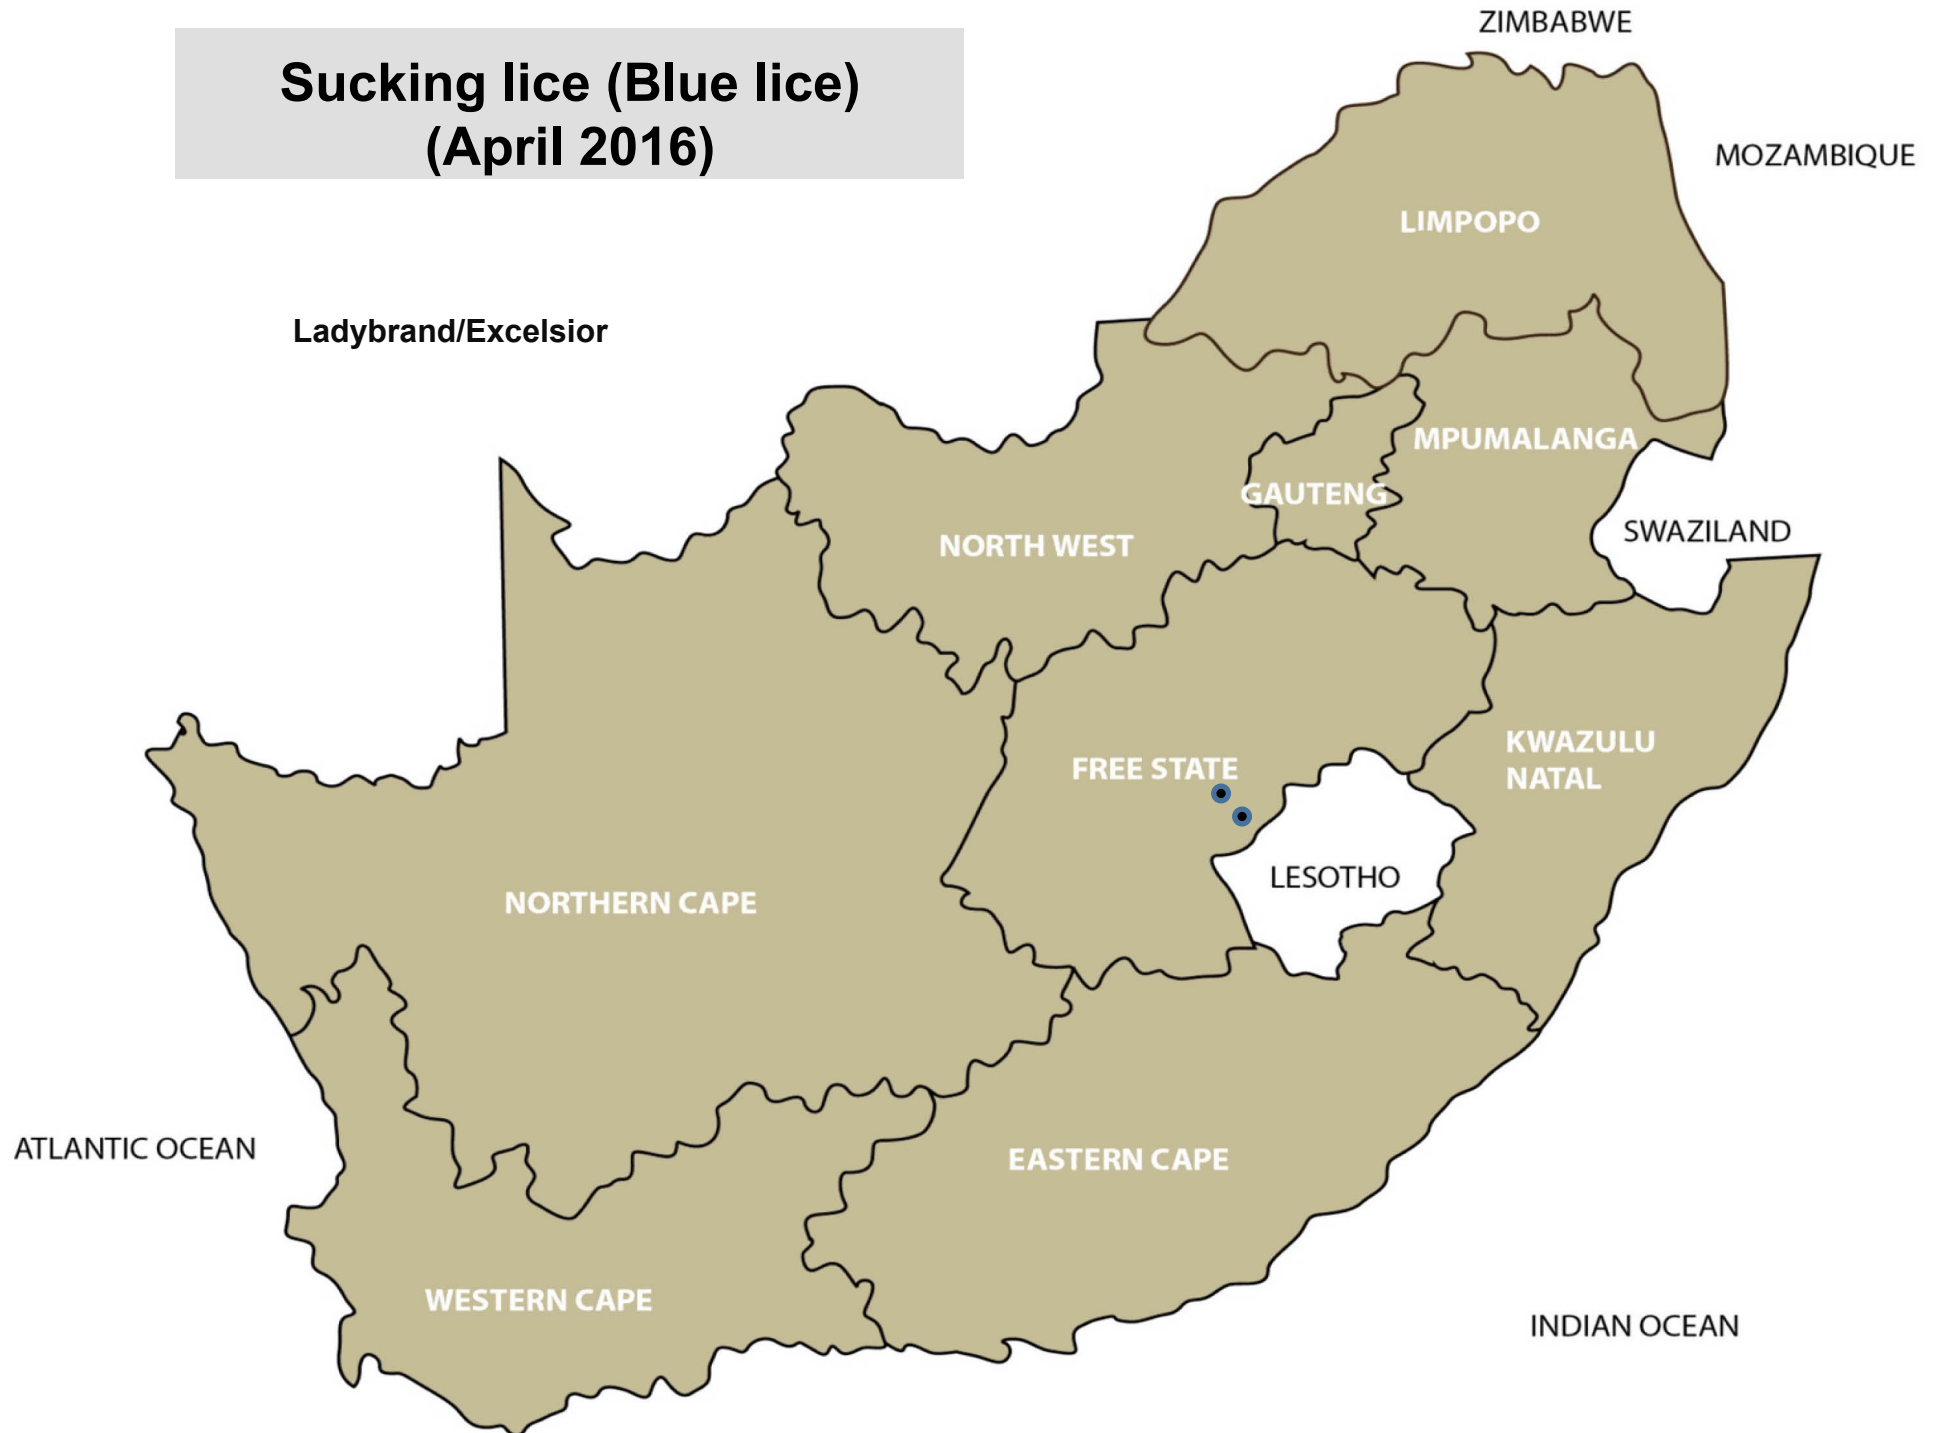 ZIMBABWE
Sucking lice (Blue lice)
(April 2016)
MOZAMBIQUE
LIMPOPO
Ladybrand/Excelsior
MPUMALANGA
GAUTENG
SWAZILAND
NORTH WEST
KWAZULU
NATAL
FREE STATE
LESOTHO
NORTHERN CAPE
ATLANTIC OCEAN
EASTERN CAPE
WESTERN CAPE
INDIAN OCEAN